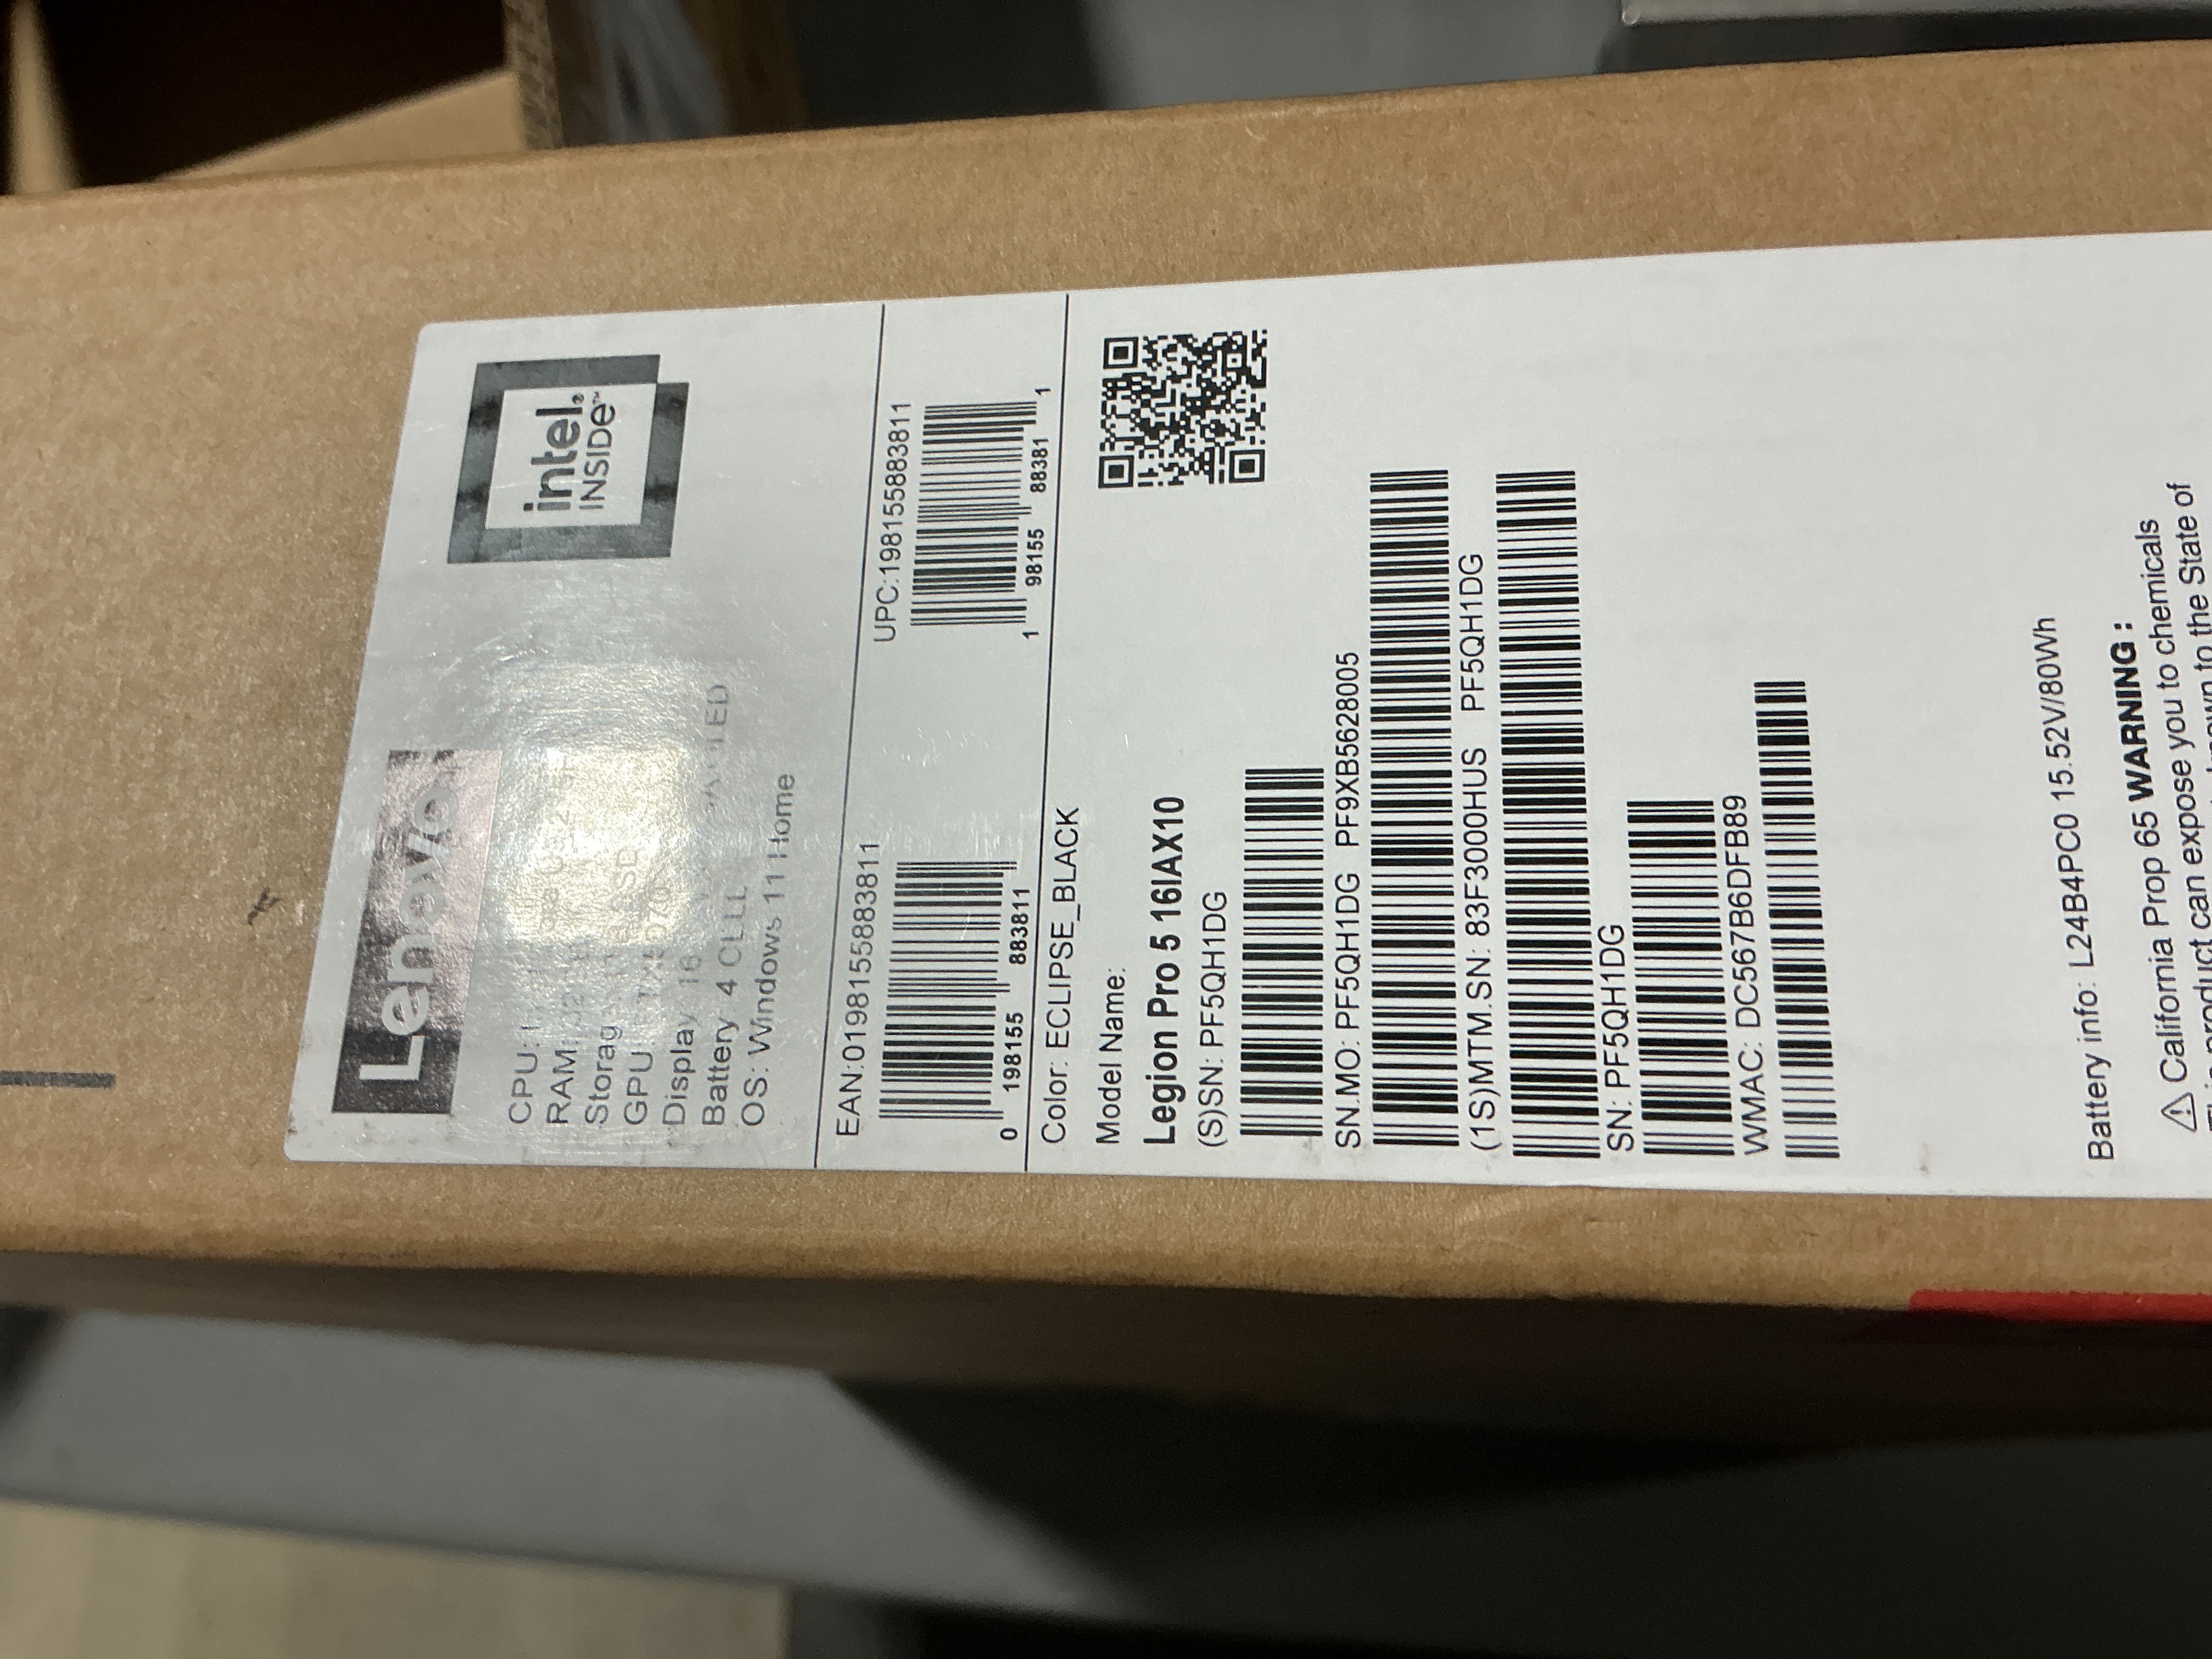 Lenovo
intel.
INSIDE™
CPU:
RAM:
Storag
GPU
Display 16
Battery 4 CELL
OS: Windows 11 Home
EAN:0198155883811
UPC:198155883811
0 198155 883811
1 98155 88381 1
Color: ECLIPSE_BLACK
Model Name:
Legion Pro 5 16IAX10
(S)SN: PF5QH1DG
SN.MO: PF5QH1DG PF9XB5628005
(1S)MTM.SN: 83F3000HUS PF5QH1DG
SN: PF5QH1DG
WMAC: DC567B6DFB89
Battery info: L24B4PC0 15.52V/80Wh
⚠ California Prop 65 WARNING :
product can expose you to chemicals
known to the State of